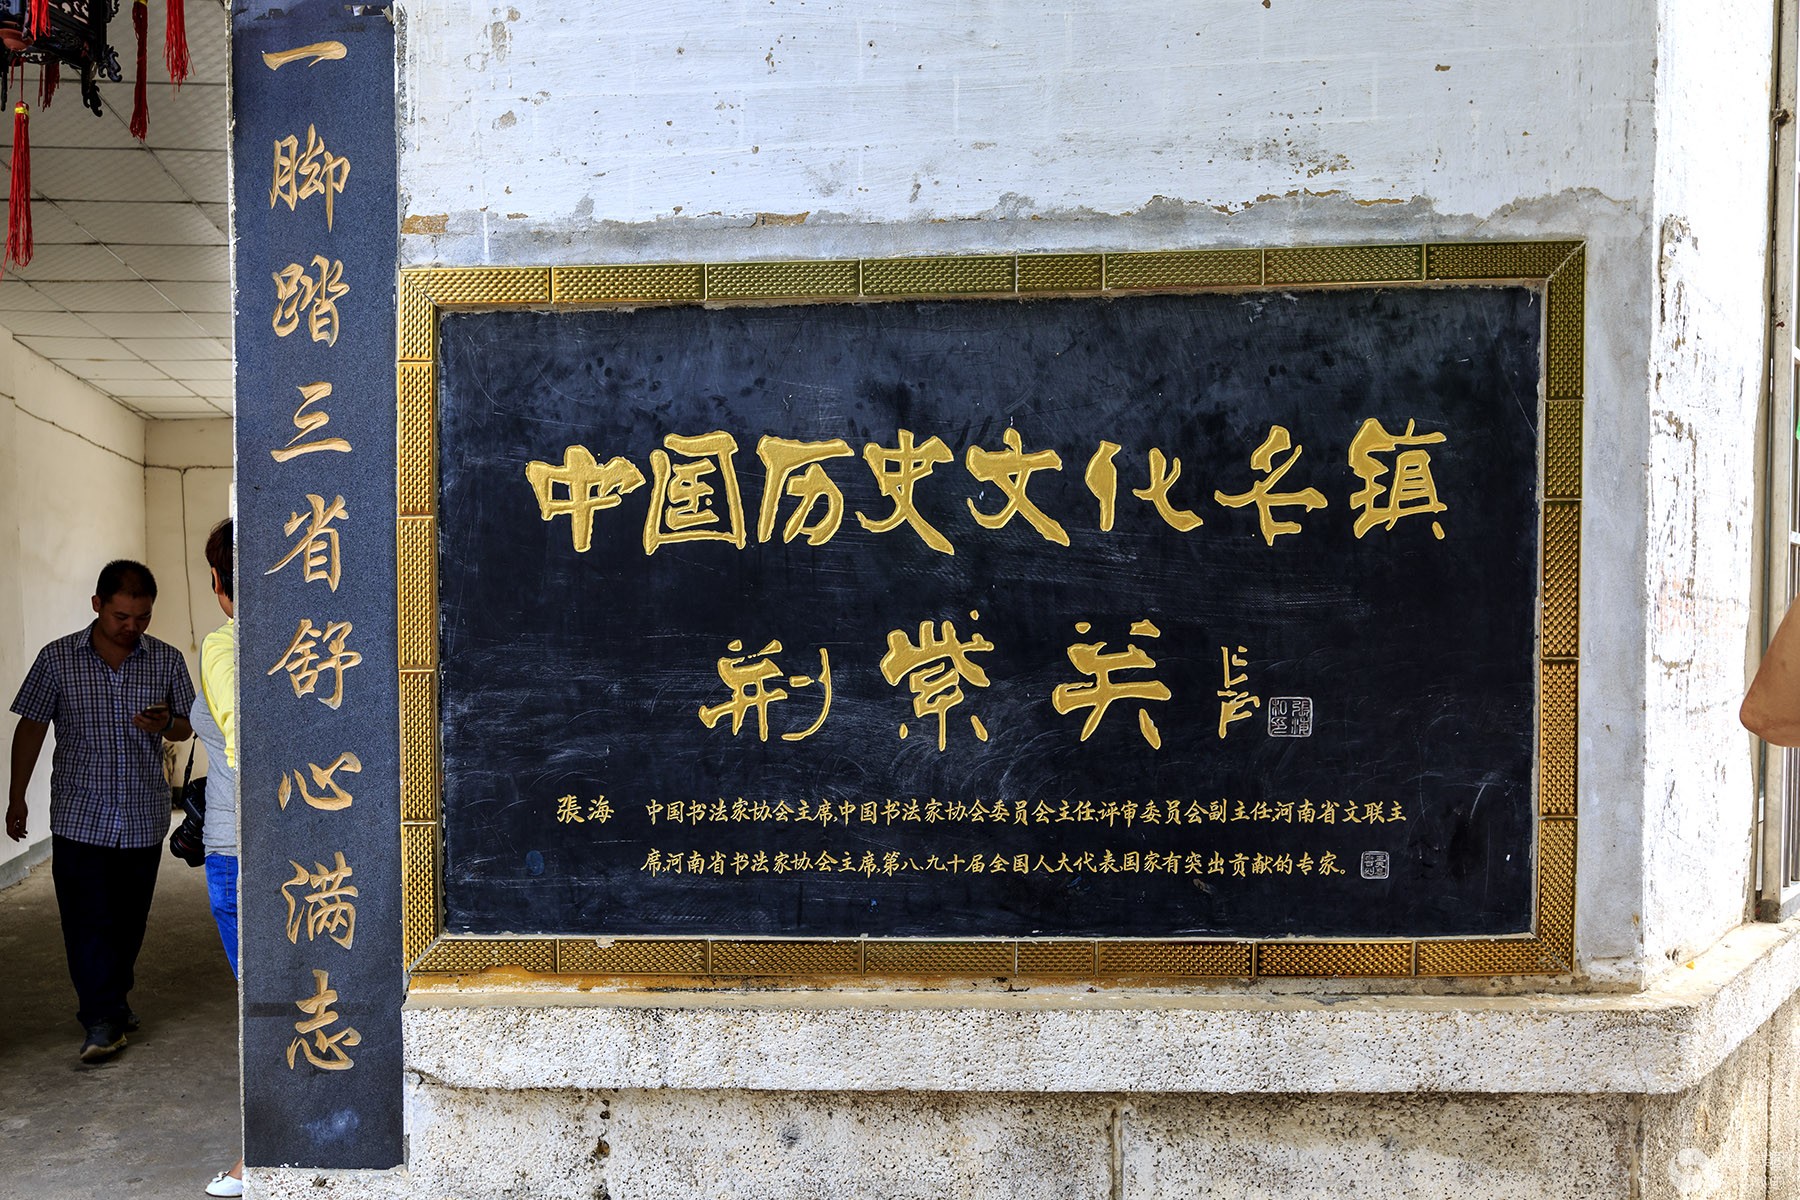 一脚踏三省舒心满志
中国历史文化名镇
荆紫关
張海 中国书法家协会主席,中国书法家协会委员会主任,评审委员会副主任,河南省文联主
席,河南省书法家协会主席,第八、九、十届全国人大代表,国家有突出贡献的专家。